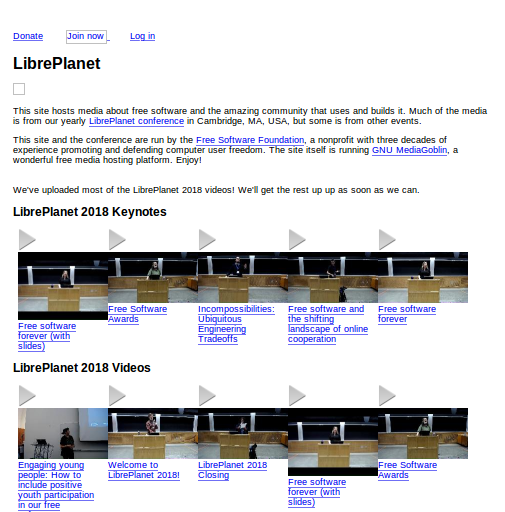 Donate Join now Log in
LibrePlanet
This site hosts media about free software and the amazing community that uses and builds it. Much of the media
is from our yearly LibrePlanet conference in Cambridge, MA, USA, but some is from other events.
This site and the conference are run by the Free Software Foundation, a nonprofit with three decades of
experience promoting and defending computer user freedom. The site itself is running GNU MediaGoblin, a
wonderful free media hosting platform. Enjoy!
We've uploaded most of the LibrePlanet 2018 videos! We'll get the rest up up as soon as we can.
LibrePlanet 2018 Keynotes
Free software
forever (with
slides)
Free Software
Awards
Incompossibilities:
Ubiquitous
Engineering
Tradeoffs
Free software and
the shifting
landscape of online
cooperation
Free software
forever
LibrePlanet 2018 Videos
Engaging young
people: How to
include positive
youth participation
in our free
Welcome to
LibrePlanet 2018!
LibrePlanet 2018
Closing
Free software
forever (with
slides)
Free Software
Awards